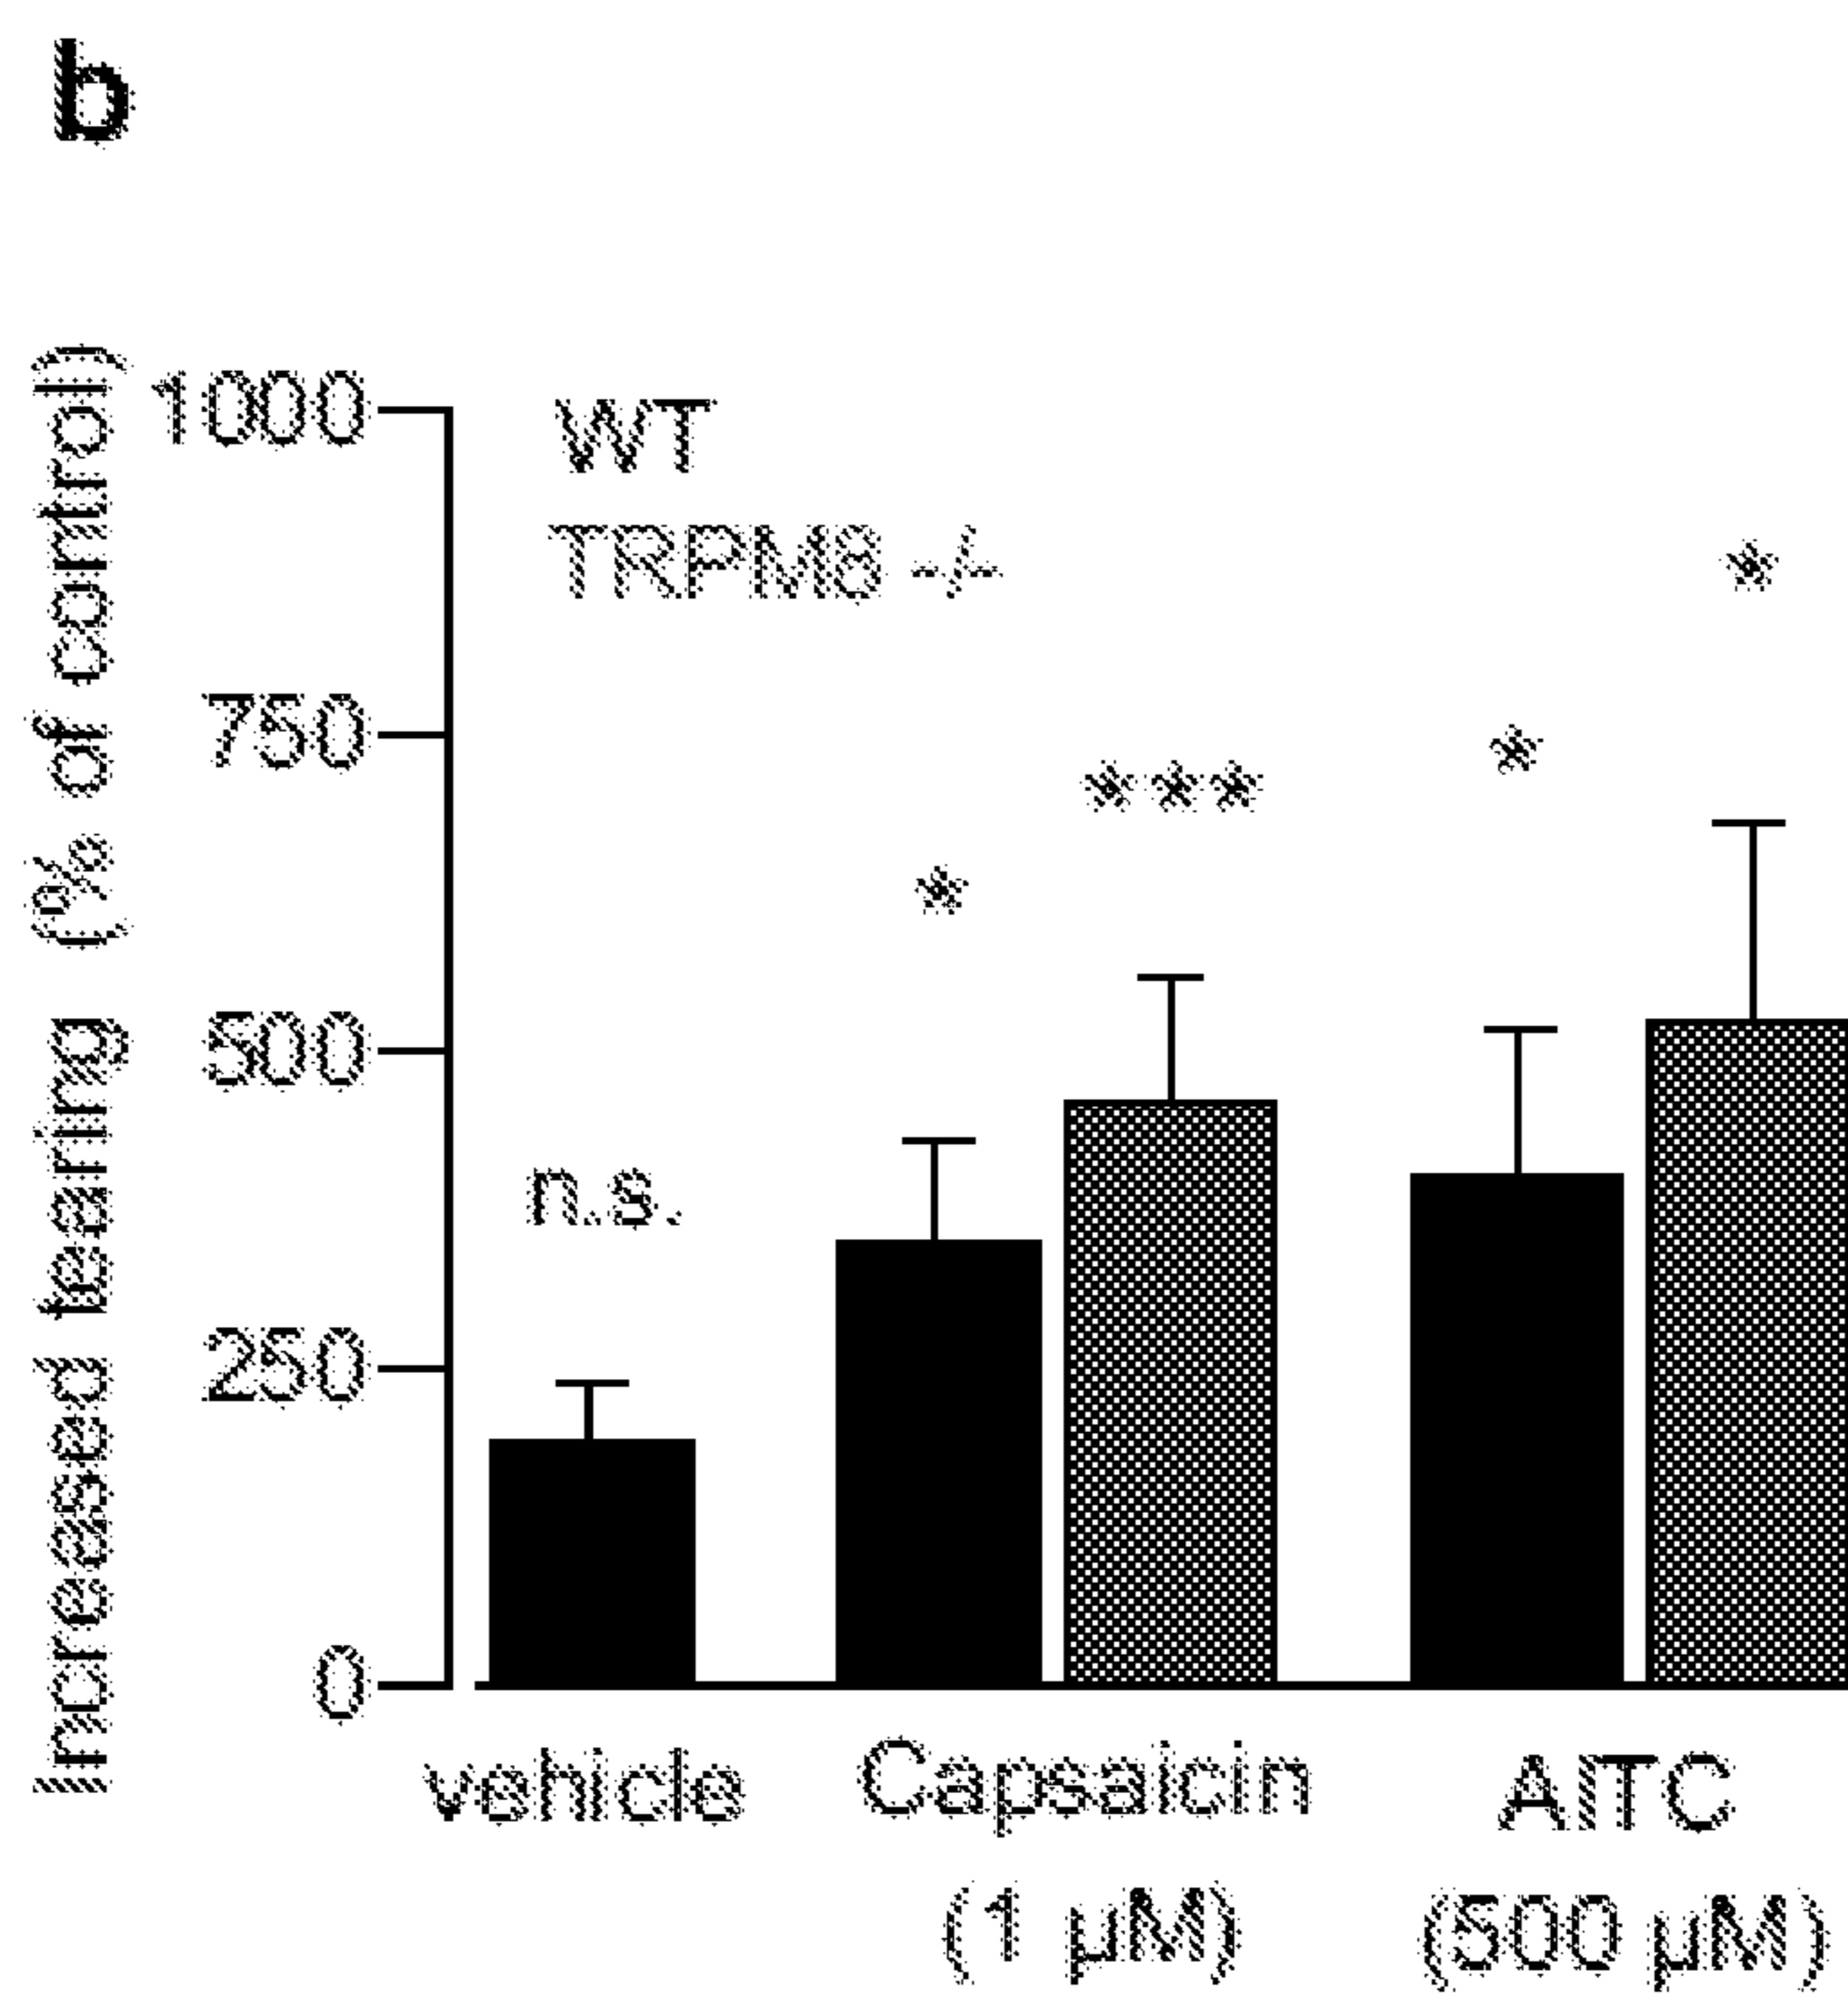 b
Increased tearing (% of control)
1000
750
500
250
0
WT
TRPM8 -/-
n.s.
*
***
*
*
vehicle
Capsaicin
(1 µM)
AITC
(500 µM)